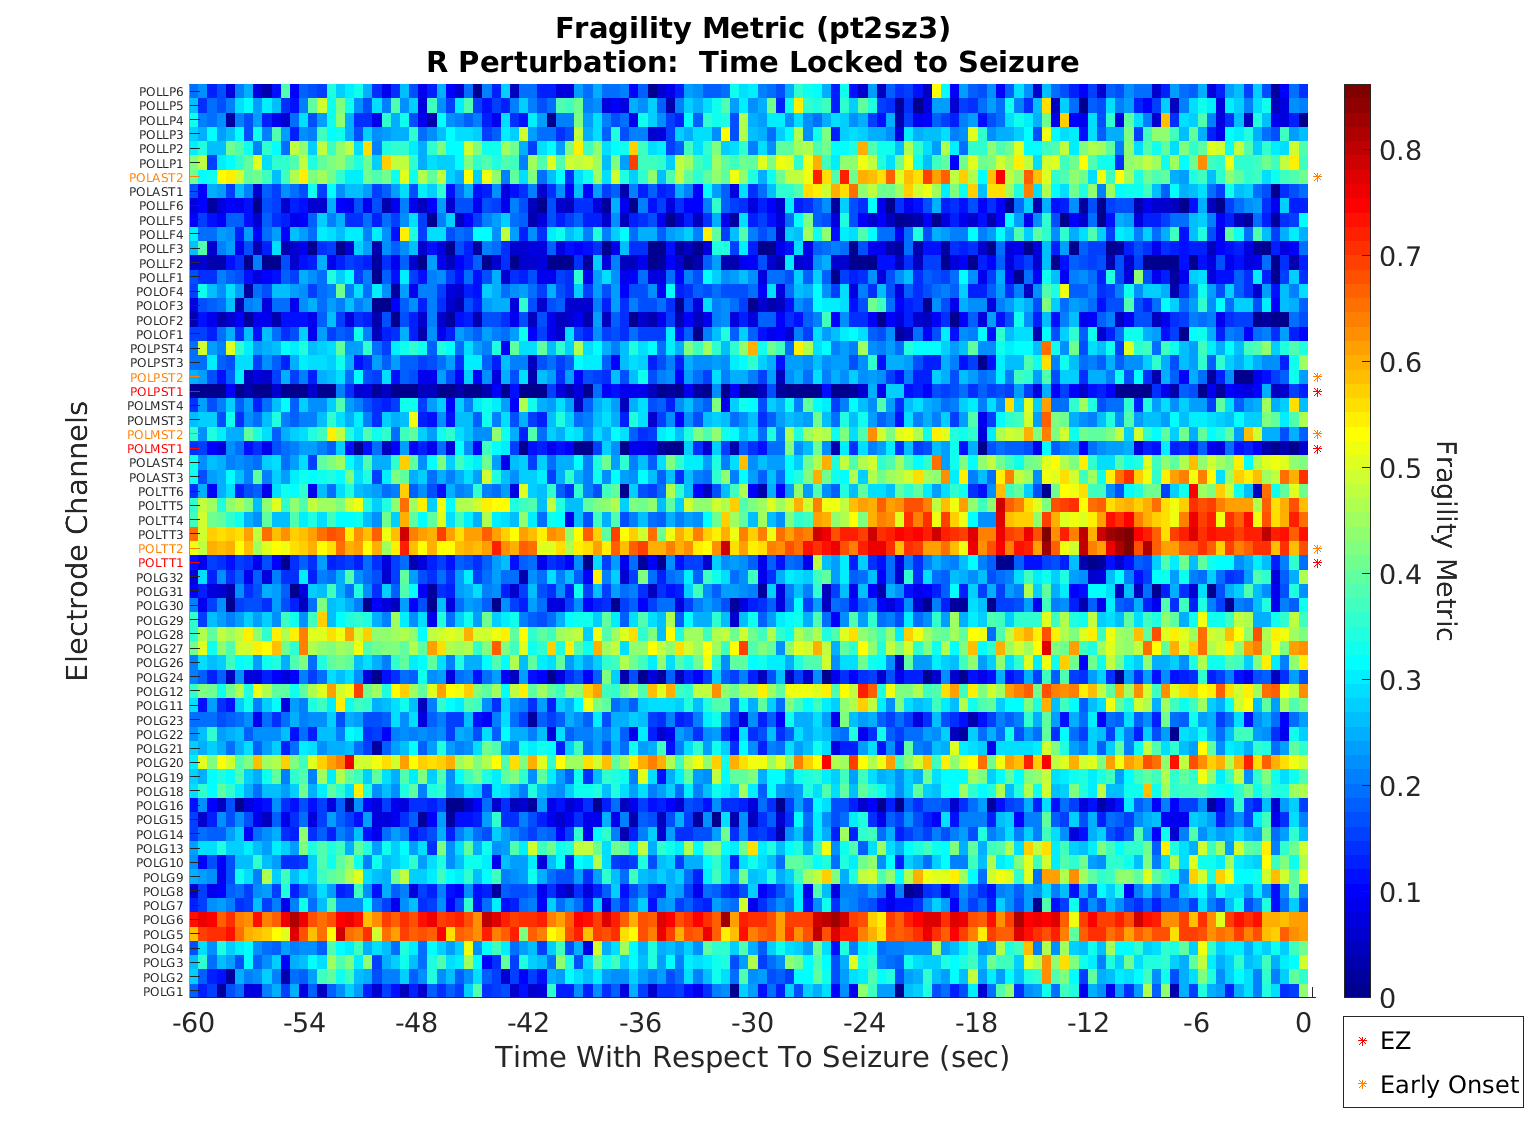 Fragility Metric (pt2sz3)
R Perturbation:  Time Locked to Seizure
Electrode Channels
POLLP6
POLLP5
POLLP4
POLLP3
POLLP2
POLLP1
POLAST2
POLAST1
POLLF6
POLLF5
POLLF4
POLLF3
POLLF2
POLLF1
POLOF4
POLOF3
POLOF2
POLOF1
POLPST4
POLPST3
POLPST2
POLPST1
POLMST4
POLMST3
POLMST2
POLMST1
POLAST4
POLAST3
POLTT6
POLTT5
POLTT4
POLTT3
POLTT2
POLTT1
POLG32
POLG31
POLG30
POLG29
POLG28
POLG27
POLG26
POLG24
POLG12
POLG11
POLG23
POLG22
POLG21
POLG20
POLG19
POLG18
POLG16
POLG15
POLG14
POLG13
POLG10
POLG9
POLG8
POLG7
POLG6
POLG5
POLG4
POLG3
POLG2
POLG1
-60 -54 -48 -42 -36 -30 -24 -18 -12 -6 0
Time With Respect To Seizure (sec)
0.8
0.7
0.6
0.5
0.4
0.3
0.2
0.1
0
Fragility Metric
EZ
Early Onset